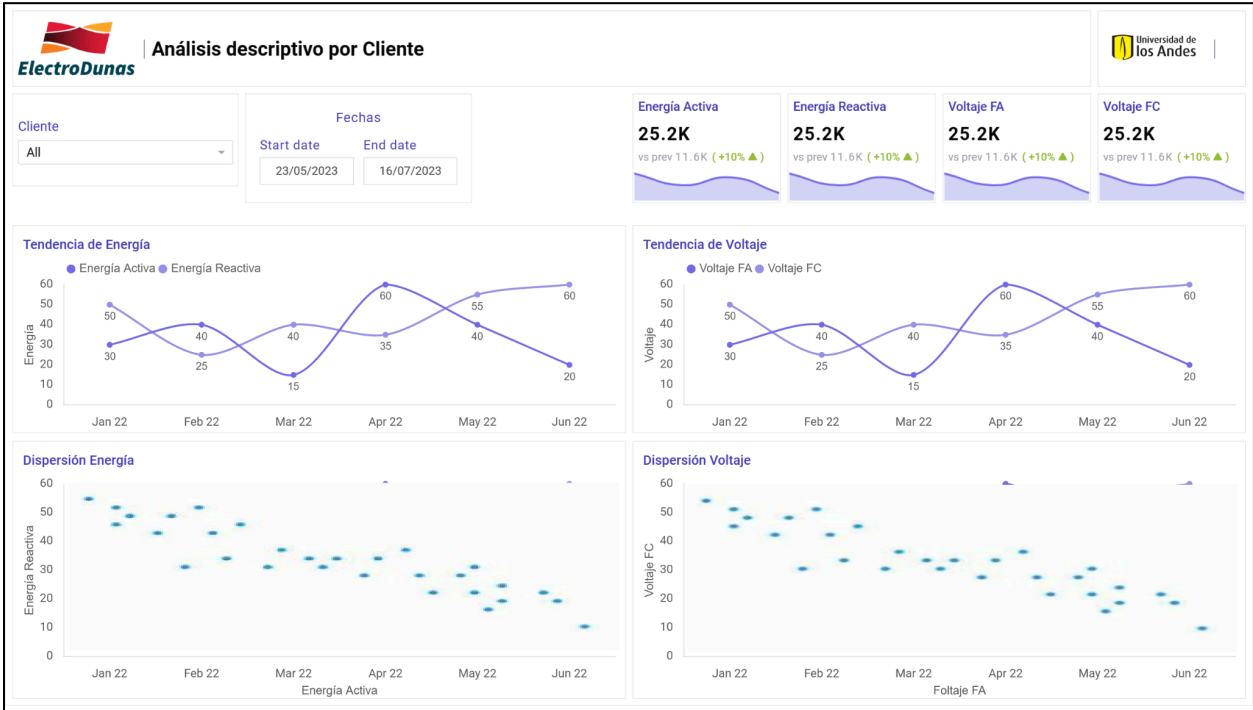 ElectroDunas
Análisis descriptivo por Cliente
Universidad de
los Andes
Cliente
All
Fechas
Start date
End date
23/05/2023
16/07/2023
Energía Activa
25.2K
vs prev 11.6K (+10% ▲)
Energía Reactiva
25.2K
vs prev 11.6K (+10% ▲)
Voltaje FA
25.2K
vs prev 11.6K (+10% ▲)
Voltaje FC
25.2K
vs prev 11.6K (+10% ▲)
Tendencia de Energía
Energía Activa Energía Reactiva
Energía
60
50
40
30
20
10
0
50
30
40
25
40
15
60
35
55
40
60
20
Jan 22 Feb 22 Mar 22 Apr 22 May 22 Jun 22
Tendencia de Voltaje
Voltaje FA Voltaje FC
Voltaje
60
50
40
30
20
10
0
50
30
40
25
40
15
60
35
55
40
60
20
Jan 22 Feb 22 Mar 22 Apr 22 May 22 Jun 22
Dispersión Energía
Energía Reactiva
60
50
40
30
20
10
0
Jan 22 Feb 22 Mar 22 Apr 22 May 22 Jun 22
Energía Activa
Dispersión Voltaje
Voltaje FC
60
50
40
30
20
10
0
Jan 22 Feb 22 Mar 22 Apr 22 May 22 Jun 22
Foltaje FA